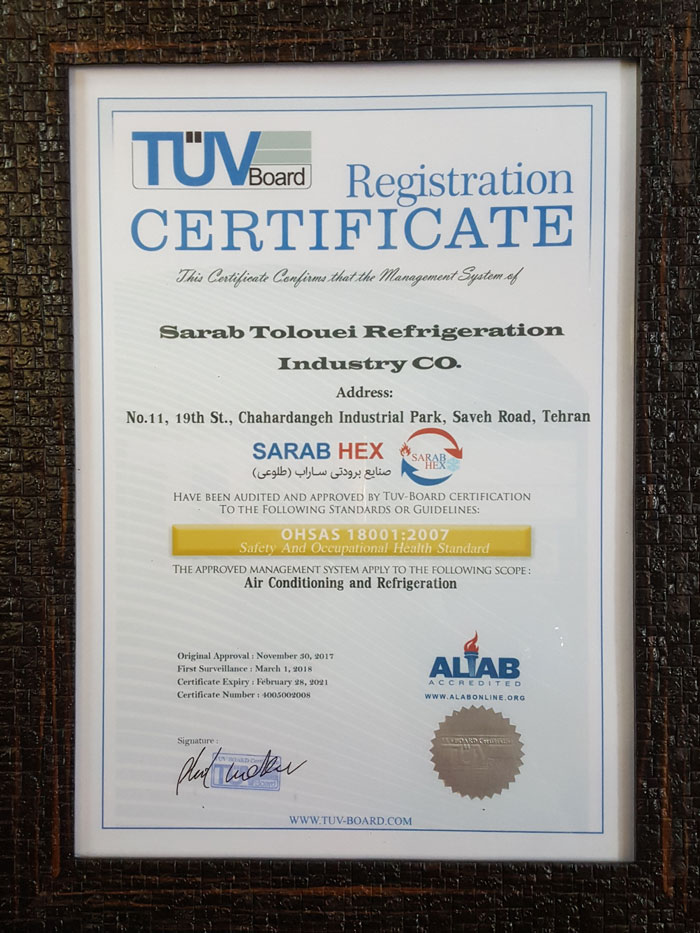 TÜV Board
Registration
CERTIFICATE
This Certificate Confirms that the Management System of
Sarab Tolouei Refrigeration
Industry CO.
Address:
No.11, 19th St., Chahardangeh Industrial Park, Saveh Road, Tehran
SARAB HEX
صنایع برودتی ساراب (طلوعی)
SARAB
HEX
HAVE BEEN AUDITED AND APPROVED BY TUV-BOARD CERTIFICATION
TO THE FOLLOWING STANDARDS OR GUIDELINES:
OHSAS 18001:2007
Safety And Occupational Health Standard
THE APPROVED MANAGEMENT SYSTEM APPLY TO THE FOLLOWING SCOPE:
Air Conditioning and Refrigeration
Original Approval : November 30, 2017
First Surveillance : March 1, 2018
Certificate Expiry : February 28, 2021
Certificate Number : 4005002008
ALAB
ACCREDITED
WWW.ALABONLINE.ORG
Signature :
TÜV
Board
TÜV
WWW.TUV-BOARD.COM